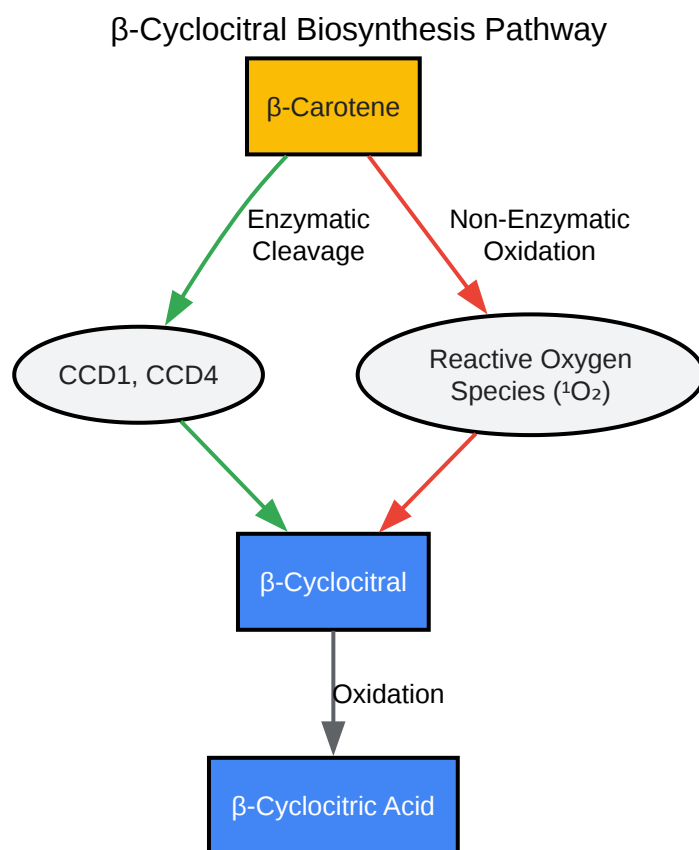 β-Cyclocitral Biosynthesis Pathway
β-Carotene
Enzymatic
Cleavage
Non-Enzymatic
Oxidation
CCD1, CCD4
Reactive Oxygen
Species (¹O₂)
β-Cyclocitral
Oxidation
β-Cyclocitric Acid